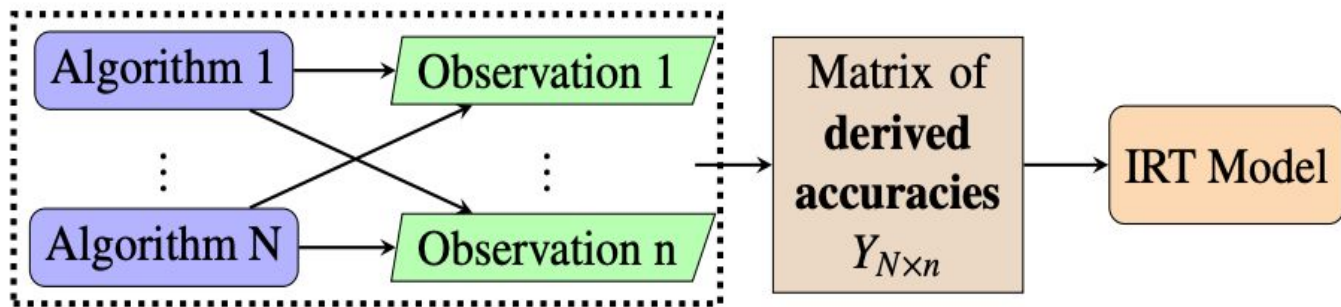 Algorithm 1
Observation 1
⋮
⋮
Algorithm N
Observation n
Matrix of
derived
accuracies
Y_{N×n}
IRT Model